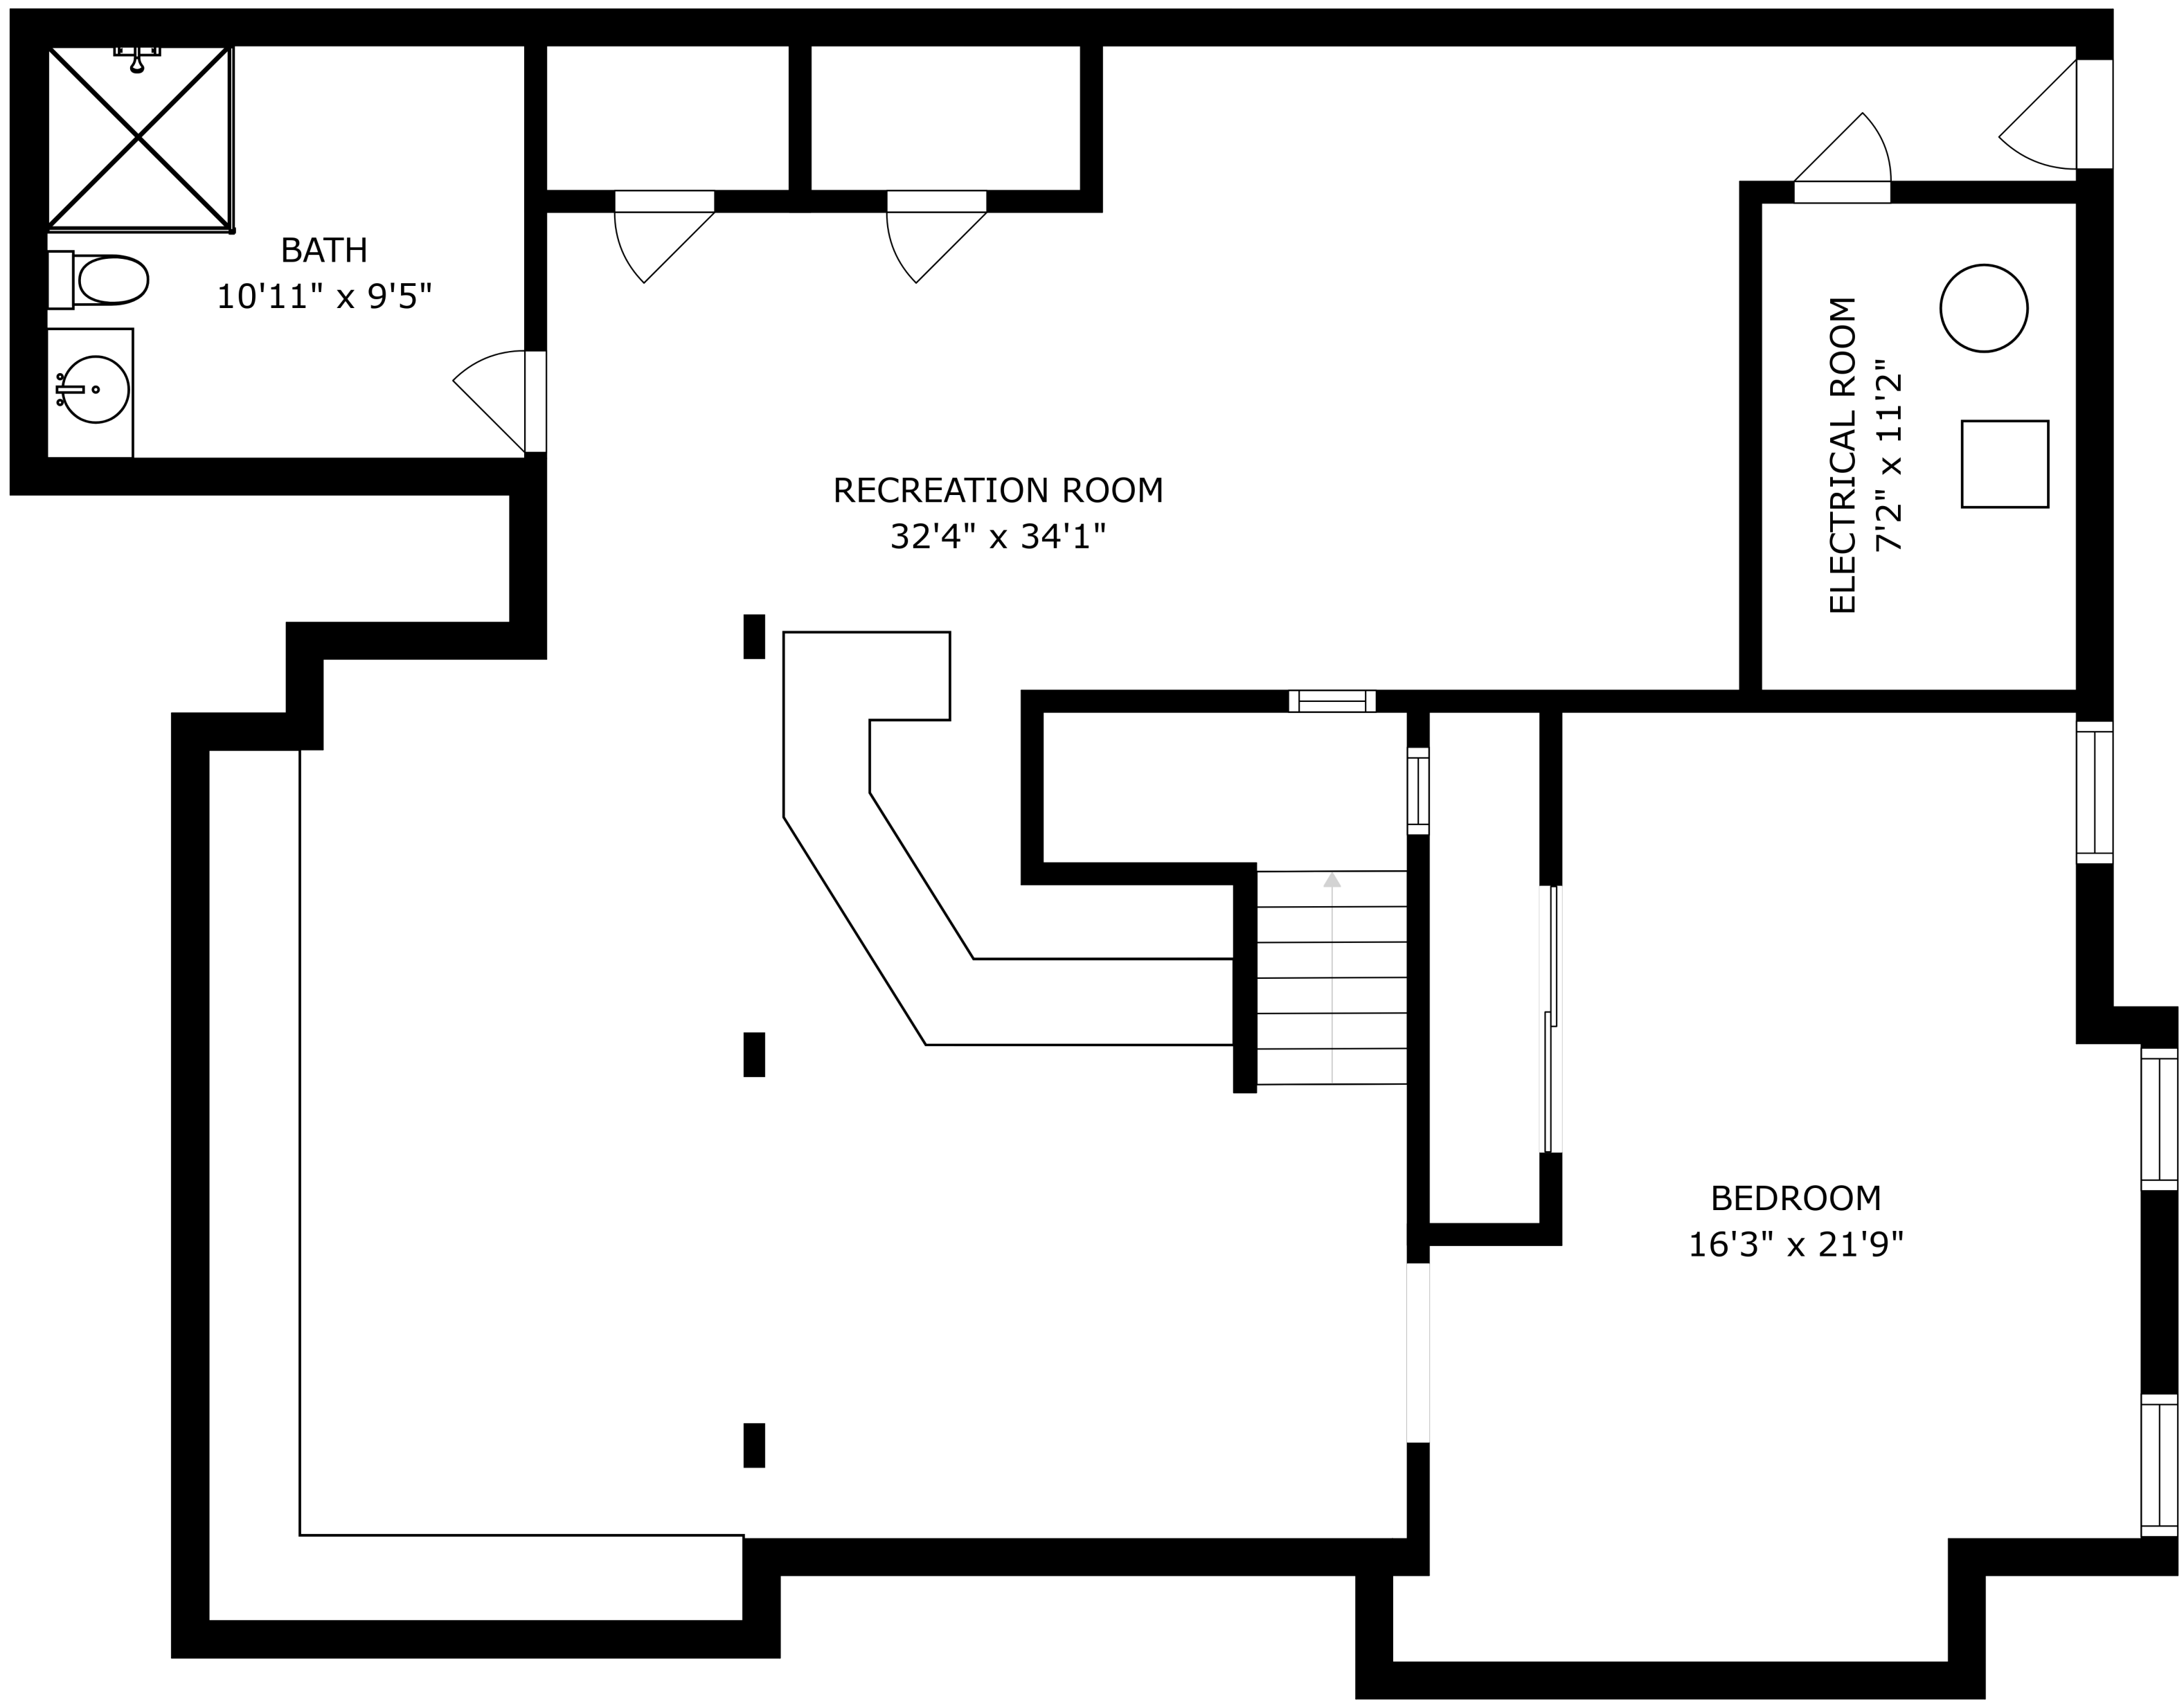 BATH
10'11" x 9'5"
RECREATION ROOM
32'4" x 34'1"
ELECTRICAL ROOM
7'2" x 11'2"
BEDROOM
16'3" x 21'9"